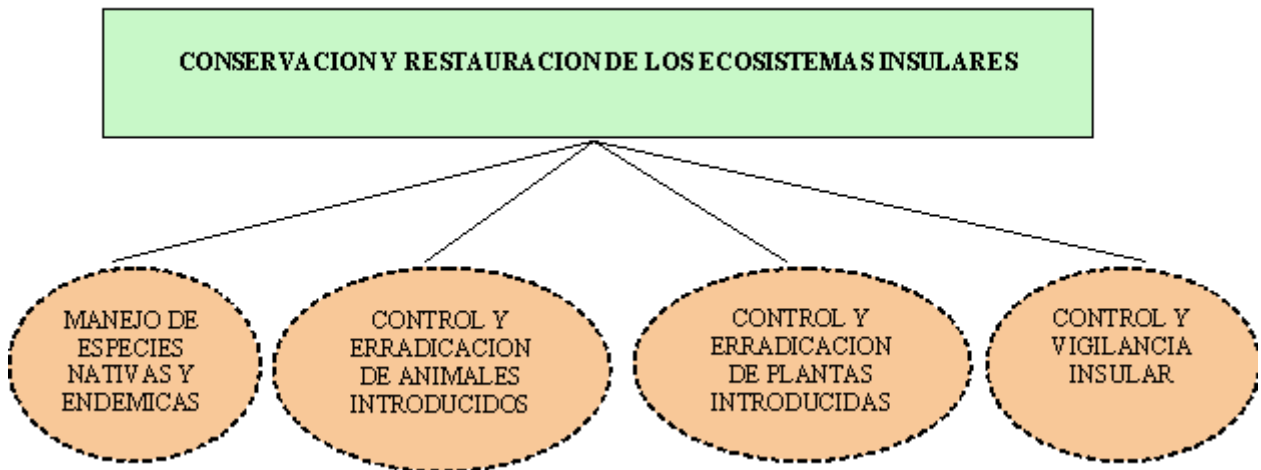 CONSERVACION Y RESTAURACION DE LOS ECOSISTEMAS INSULARES
MANEJO DE
ESPECIES
NATIVAS Y
ENDEMICAS
CONTROL Y
ERRADICACION
DE ANIMALES
INTRODUCIDOS
CONTROL Y
ERRADICACION
DE PLANTAS
INTRODUCIDAS
CONTROL Y
VIGILANCIA
INSULAR